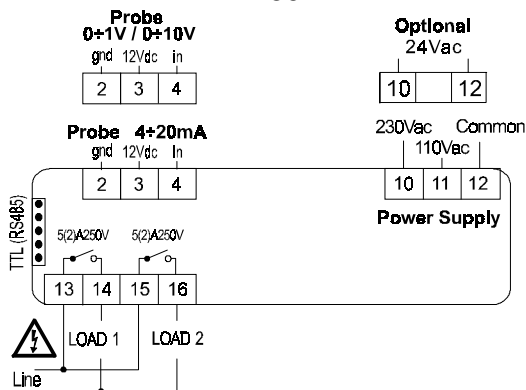 Probe
0÷1V / 0÷10V
gnd 12Vdc in
2 3 4
Optional
24Vac
10 12
Probe 4÷20mA
gnd 12Vdc in
2 3 4
230Vac Common
110Vac
10 11 12
Power Supply
TTL (RS485)
5(2)A250V 5(2)A250V
13 14 15 16
LOAD 1 LOAD 2
Line